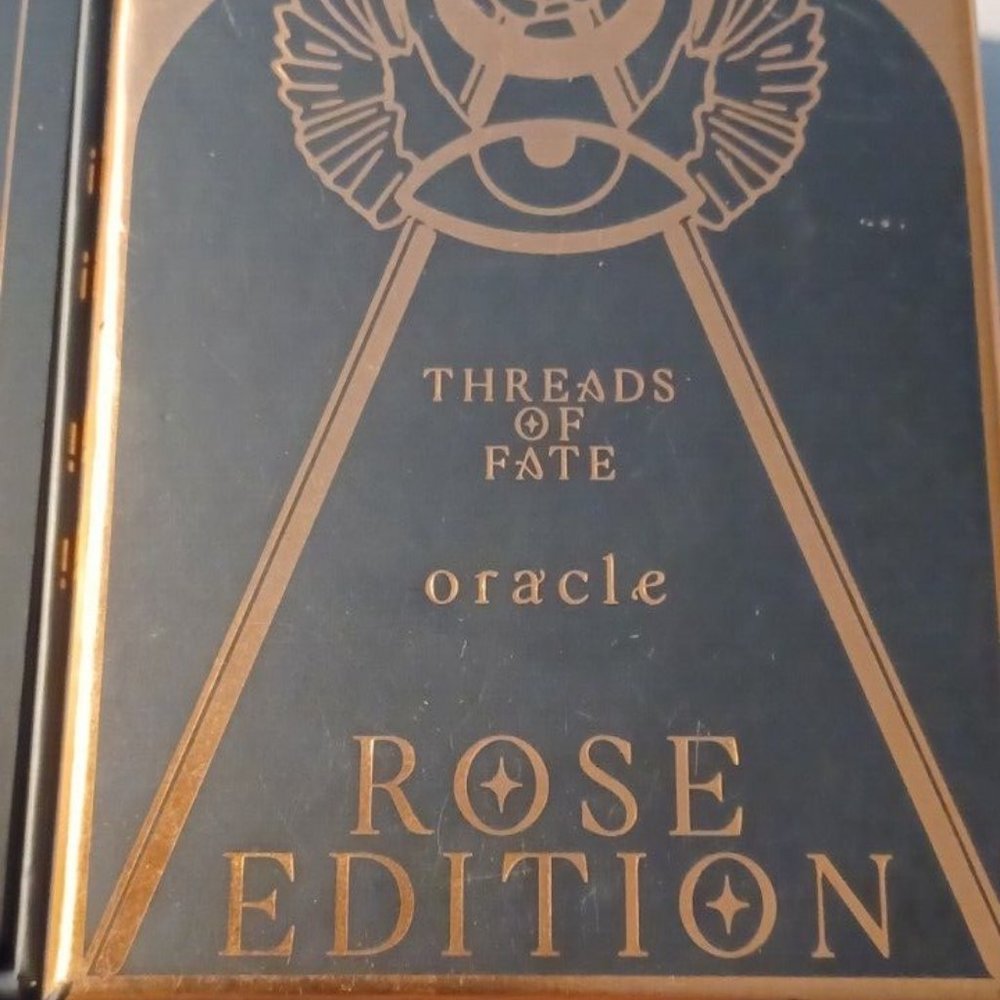 THREADS
OF
FATE
oracle
ROSE
EDITION